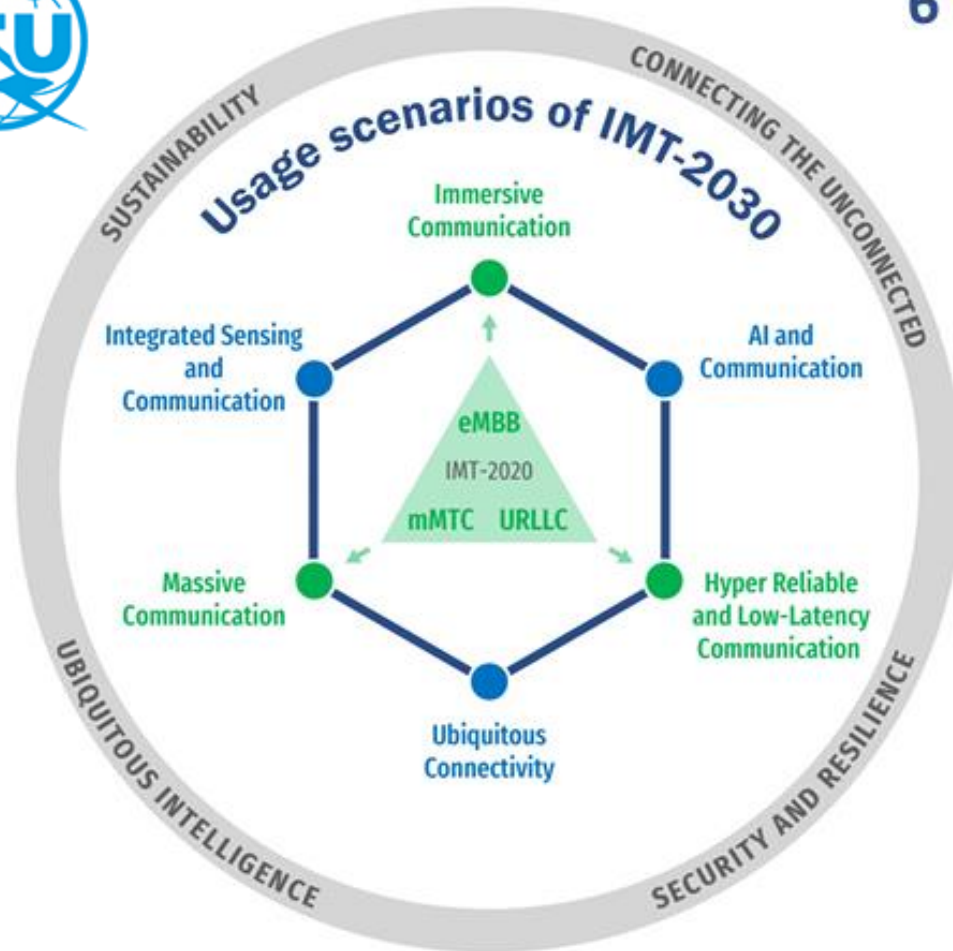 6
SUSTAINABILITY
CONNECTING THE UNCONNECTED
Usage scenarios of IMT-2030
Immersive
Communication
Integrated Sensing
and
Communication
AI and
Communication
eMBB
IMT-2020
mMTC URLLC
Massive
Communication
Hyper Reliable
and Low-Latency
Communication
Ubiquitous
Connectivity
UBIQUITOUS INTELLIGENCE
SECURITY AND RESILIENCE